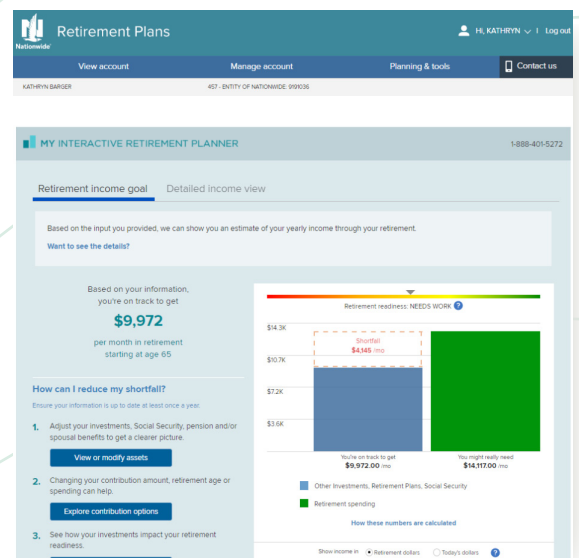 Nationwide®
Retirement Plans
HI, KATHRYN | Log out
View account
Manage account
Planning & tools
Contact us
KATHRYN BARGER
457 - ENTITY OF NATIONWIDE: 9191036
MY INTERACTIVE RETIREMENT PLANNER
1-888-401-5272
Retirement income goal
Detailed income view
Based on the input you provided, we can show you an estimate of your yearly income through your retirement.
Want to see the details?
Based on your information,
you're on track to get
$9,972
per month in retirement
starting at age 65
How can I reduce my shortfall?
Ensure your information is up to date at least once a year.
1. Adjust your investments, Social Security, pension and/or
spousal benefits to get a clearer picture.
View or modify assets
2. Changing your contribution amount, retirement age or
spending can help.
Explore contribution options
3. See how your investments impact your retirement
readiness.
Retirement readiness: NEEDS WORK ?
$14.3K
$10.7K
$7.2K
$3.6K
Shortfall
$4,145 /mo
You're on track to get
$9,972.00 /mo
You might really need
$14,117.00 /mo
Other Investments, Retirement Plans, Social Security
Retirement spending
How these numbers are calculated
Show income in Retirement dollars Today's dollars ?